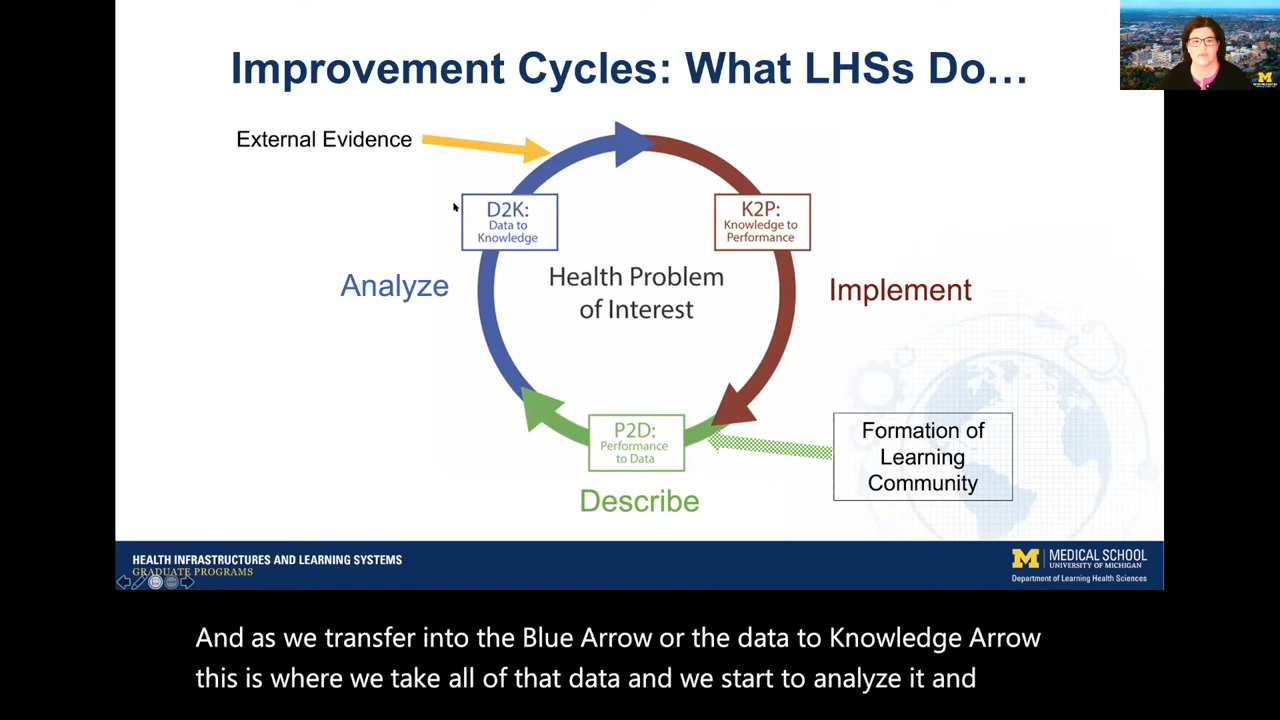 Improvement Cycles: What LHSs Do…
External Evidence
D2K:
Data to
Knowledge
K2P:
Knowledge to
Performance
Analyze
Health Problem
of Interest
Implement
P2D:
Performance
to Data
Describe
Formation of
Learning
Community
HEALTH INFRASTRUCTURES AND LEARNING SYSTEMS
GRADUATE PROGRAMS
M MEDICAL SCHOOL
UNIVERSITY OF MICHIGAN
Department of Learning Health Sciences
M
And as we transfer into the Blue Arrow or the data to Knowledge Arrow
this is where we take all of that data and we start to analyze it and